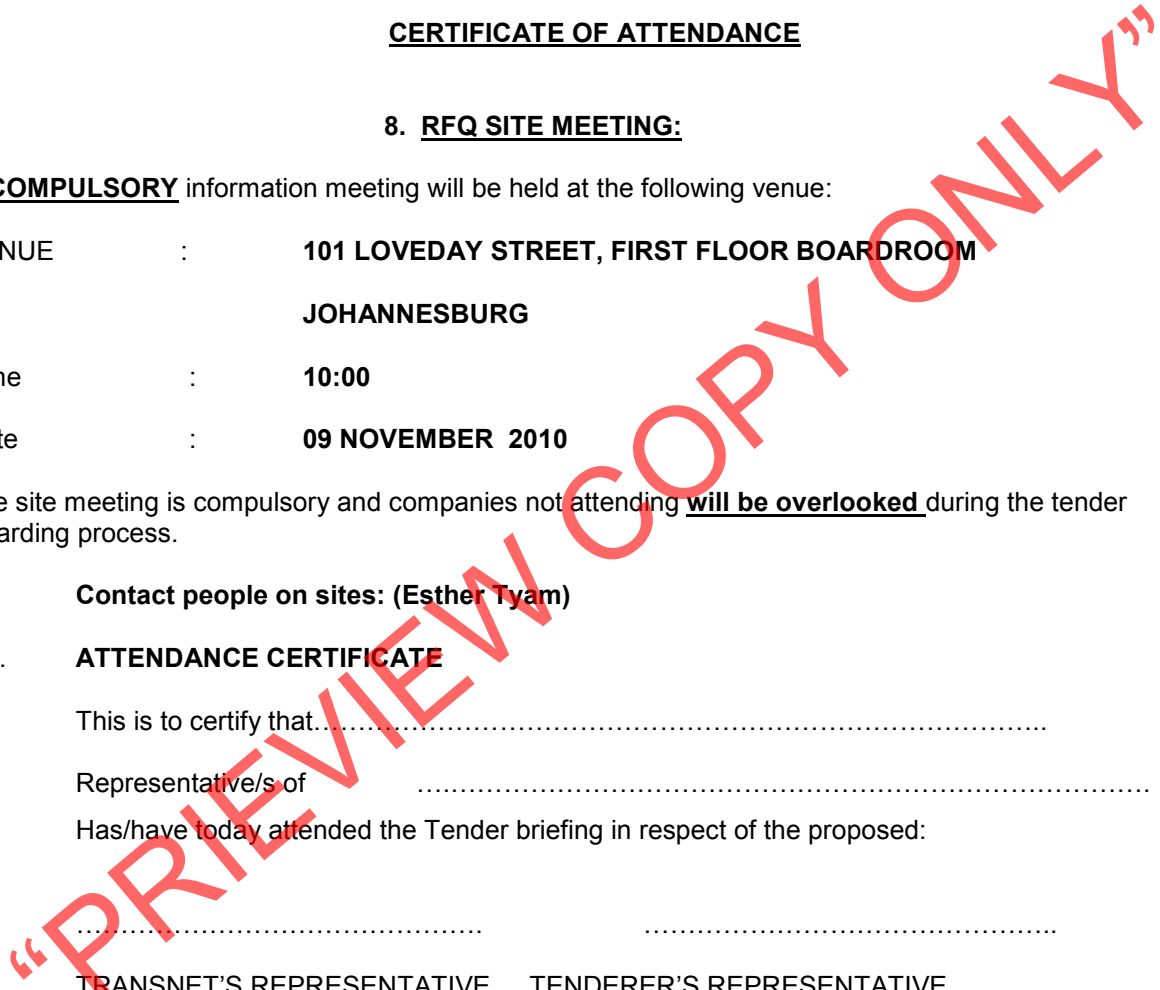 CERTIFICATE OF ATTENDANCE
8. RFQ SITE MEETING:
COMPULSORY information meeting will be held at the following venue:
NUE : 101 LOVEDAY STREET, FIRST FLOOR BOARDROOM
JOHANNESBURG
ne : 10:00
te : 09 NOVEMBER 2010
e site meeting is compulsory and companies not attending will be overlooked during the tender
arding process.
Contact people on sites: (Esther Tyam)
. ATTENDANCE CERTIFICATE
This is to certify that…………………………………………………………………………..
Representative/s of ….…………………………………………………………………….
Has/have today attended the Tender briefing in respect of the proposed:
………………………………………. ………………………………………..
TRANSNET'S REPRESENTATIVE TENDERER'S REPRESENTATIVE
“PRIEVIEW COPY ONLY”